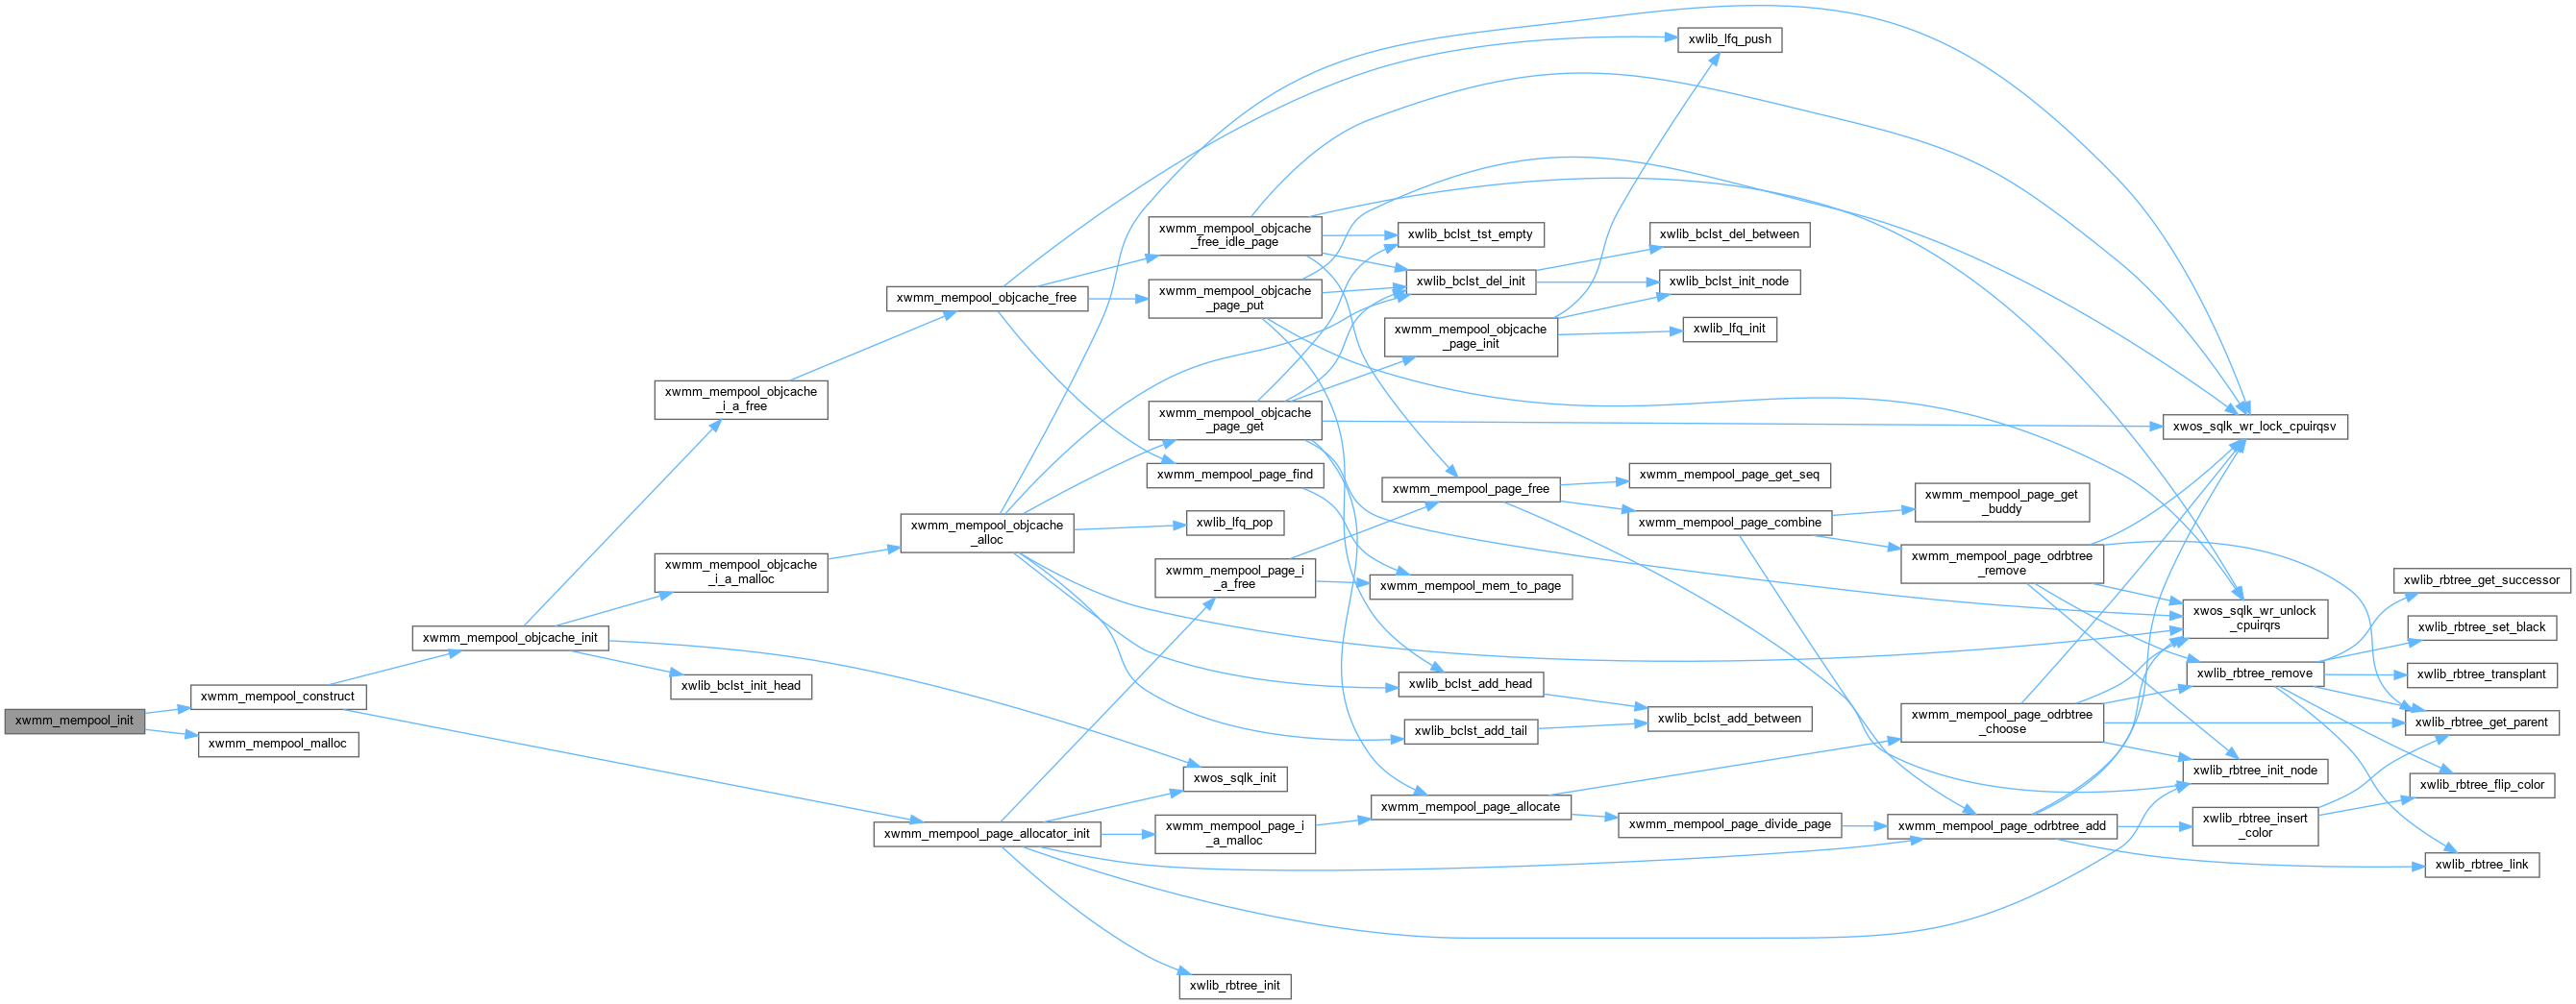 xwmm_mempool_init
xwmm_mempool_construct
xwmm_mempool_malloc
xwmm_mempool_objcache_init
xwmm_mempool_objcache
_i_a_free
xwmm_mempool_objcache
_i_a_malloc
xwlib_bclst_init_head
xwmm_mempool_objcache_free
xwmm_mempool_objcache
_alloc
xwmm_mempool_page_allocator_init
xwmm_mempool_objcache
_free_idle_page
xwmm_mempool_objcache
_page_put
xwmm_mempool_objcache
_page_get
xwmm_mempool_page_find
xwlib_lfq_pop
xwmm_mempool_page_i
_a_free
xwos_sqlk_init
xwmm_mempool_page_i
_a_malloc
xwlib_rbtree_init
xwlib_bclst_tst_empty
xwlib_bclst_del_init
xwmm_mempool_objcache
_page_init
xwmm_mempool_page_free
xwmm_mempool_mem_to_page
xwlib_bclst_add_head
xwlib_bclst_add_tail
xwmm_mempool_page_allocate
xwlib_lfq_push
xwlib_bclst_del_between
xwlib_bclst_init_node
xwlib_lfq_init
xwmm_mempool_page_get_seq
xwmm_mempool_page_combine
xwlib_bclst_add_between
xwmm_mempool_page_divide_page
xwmm_mempool_page_get
_buddy
xwmm_mempool_page_odrbtree
_remove
xwmm_mempool_page_odrbtree
_choose
xwmm_mempool_page_odrbtree_add
xwos_sqlk_wr_lock_cpuirqsv
xwos_sqlk_wr_unlock
_cpuirqrs
xwlib_rbtree_remove
xwlib_rbtree_init_node
xwlib_rbtree_insert
_color
xwlib_rbtree_get_successor
xwlib_rbtree_set_black
xwlib_rbtree_transplant
xwlib_rbtree_get_parent
xwlib_rbtree_flip_color
xwlib_rbtree_link